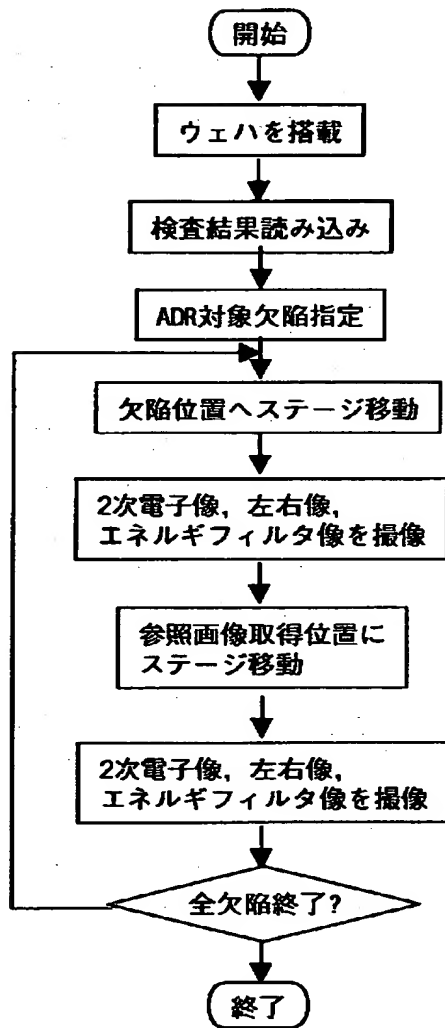 開始
ウェハを搭載
検査結果読み込み
ADR対象欠陥指定
欠陥位置へステージ移動
2次電子像，左右像，
エネルギフィルタ像を撮像
参照画像取得位置に
ステージ移動
2次電子像，左右像，
エネルギフィルタ像を撮像
全欠陥終了?
終了